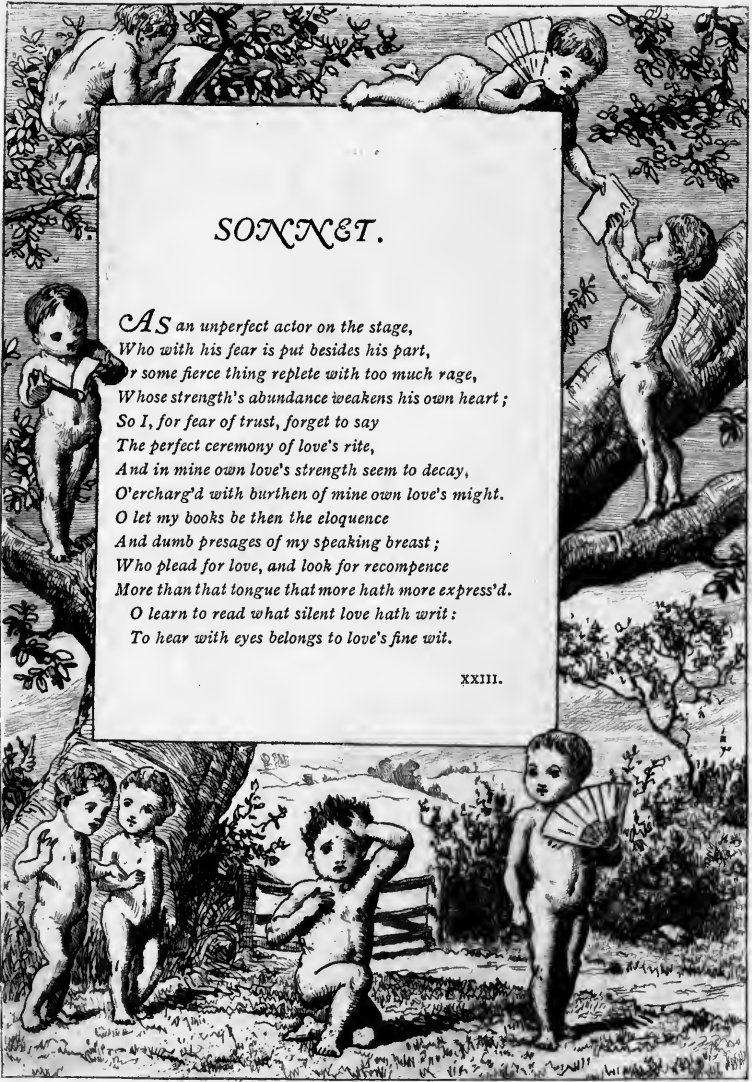 SONNET.
AS an unperfect actor on the stage,
Who with his fear is put besides his part,
r some fierce thing replete with too much rage,
Whose strength's abundance weakens his own heart;
So I, for fear of trust, forget to say
The perfect ceremony of love's rite,
And in mine own love's strength seem to decay,
O'ercharg'd with burthen of mine own love's might.
O let my books be then the eloquence
And dumb presages of my speaking breast;
Who plead for love, and look for recompence
More than that tongue that more hath more express'd.
O learn to read what silent love hath writ:
To hear with eyes belongs to love's fine wit.
XXIII.